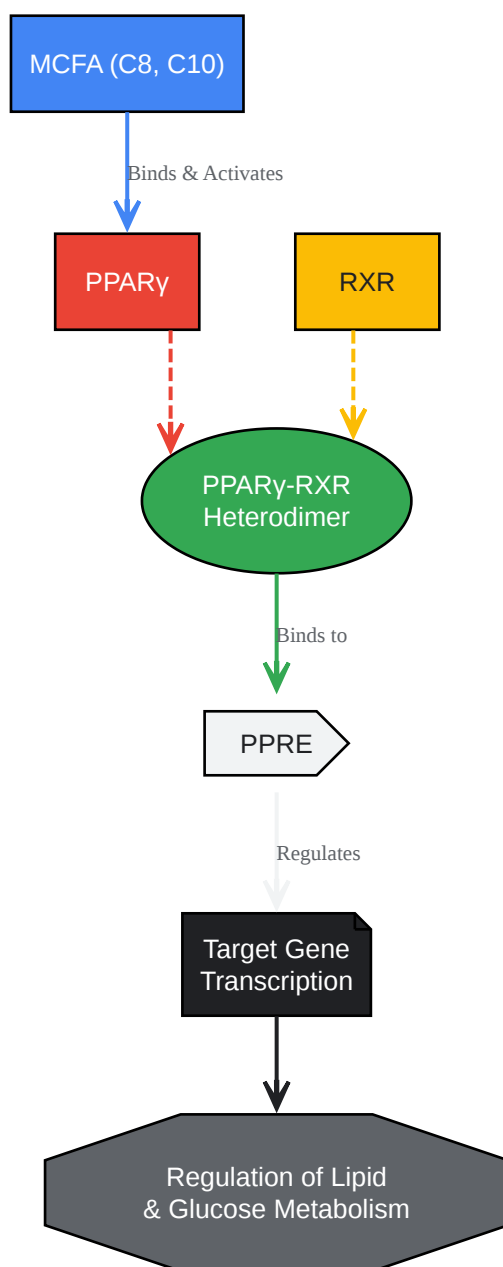 MCFA (C8, C10)
Binds & Activates
PPARγ
RXR
PPARγ-RXR
Heterodimer
Binds to
PPRE
Regulates
Target Gene
Transcription
Regulation of Lipid
& Glucose Metabolism